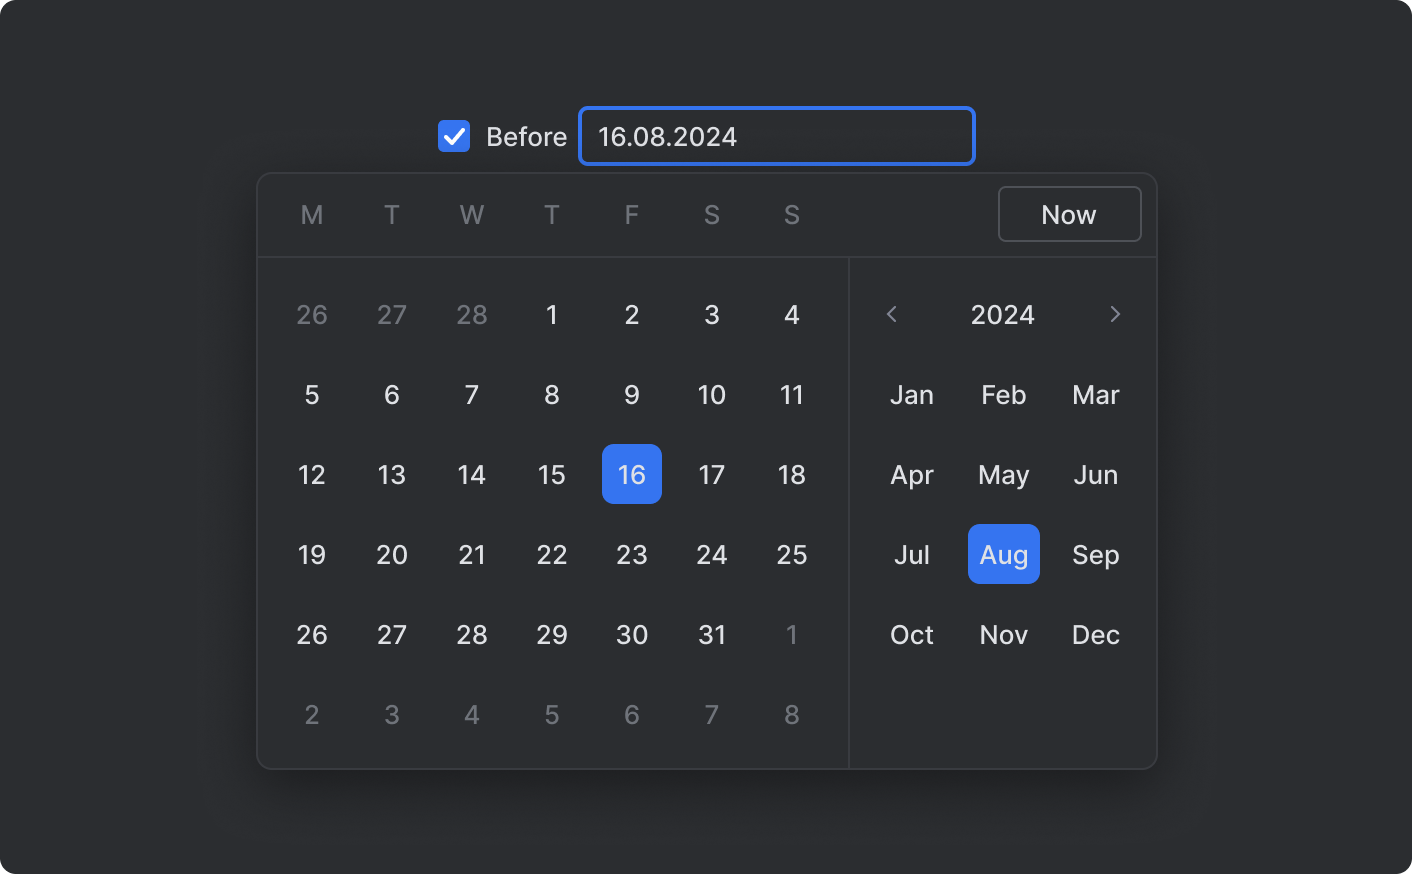 Before 16.08.2024
M T W T F S S Now
26 27 28 1 2 3 4
5 6 7 8 9 10 11
12 13 14 15 16 17 18
19 20 21 22 23 24 25
26 27 28 29 30 31 1
2 3 4 5 6 7 8
2024
Jan Feb Mar
Apr May Jun
Jul Aug Sep
Oct Nov Dec